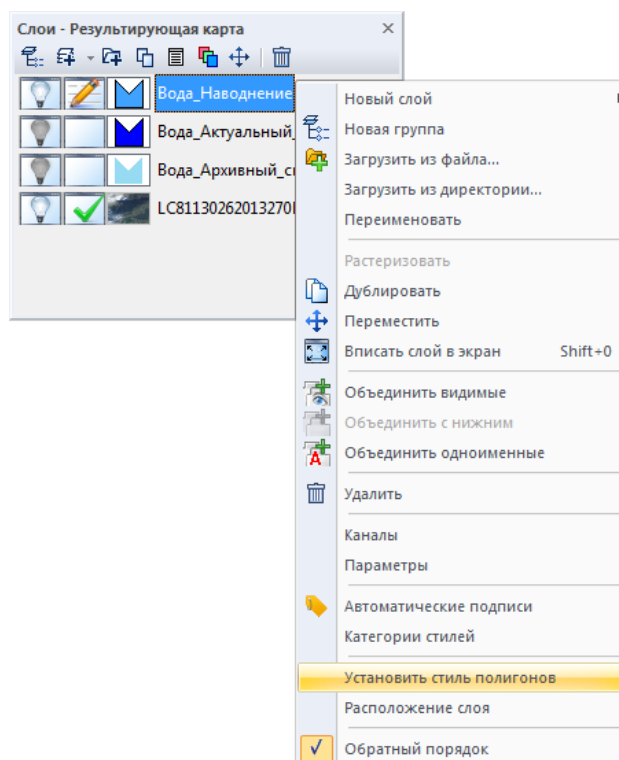 Слои - Результирующая карта
Вода_Наводнение
Вода_Актуальный_
Вода_Архивный_
LC81130262013270
Новый слой
Новая группа
Загрузить из файла...
Загрузить из директории...
Переименовать
Растеризовать
Дублировать
Переместить
Вписать слой в экран Shift+0
Объединить видимые
Объединить с нижним
Объединить одноименные
Удалить
Каналы
Параметры
Автоматические подписи
Категории стилей
Установить стиль полигонов
Расположение слоя
Обратный порядок